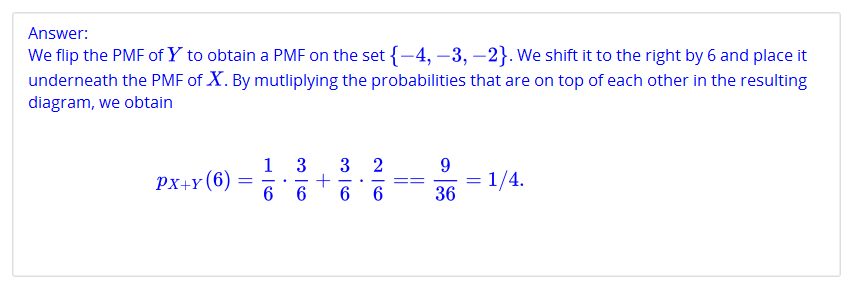 Answer:
We flip the PMF of Y to obtain a PMF on the set {−4, −3, −2}. We shift it to the right by 6 and place it
underneath the PMF of X. By mutliplying the probabilities that are on top of each other in the resulting
diagram, we obtain
p_{X+Y}(6) = 1/6 · 3/6 + 3/6 · 2/6 == 9/36 = 1/4.